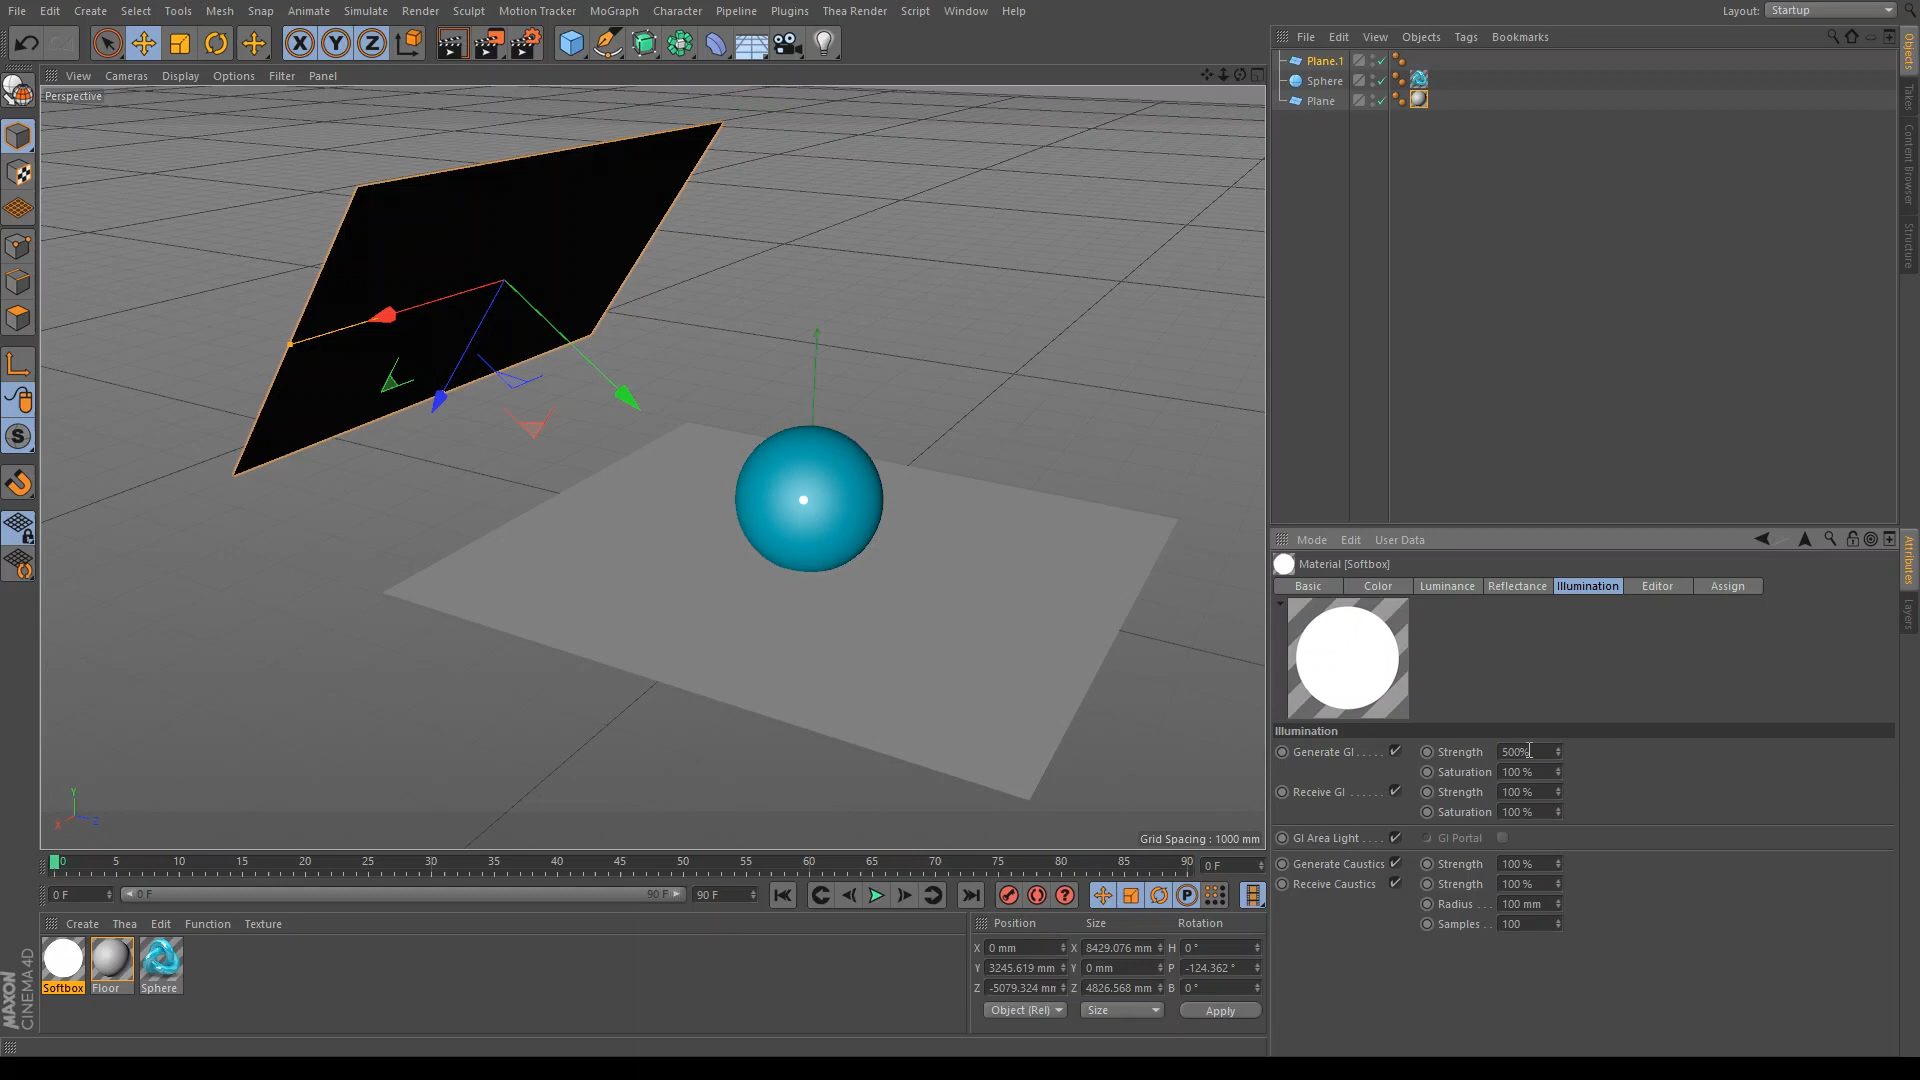 File Edit Create Select Tools Mesh Snap Animate Simulate Render Sculpt Motion Tracker MoGraph Character Pipeline Plugins Thea Render Script Window Help
Layout: Startup
File Edit View Objects Tags Bookmarks
View Cameras Display Options Filter Panel
Perspective
Plane.1
Sphere
Plane
Objects
Takes
Content Browser
Structure
Mode Edit User Data
Material [Softbox]
Basic Color Luminance Reflectance Illumination Editor Assign
Attributes
Layers
Illumination
Generate GI . . . . . Strength 500%
Saturation 100 %
Receive GI . . . . . . Strength 100 %
Saturation 100 %
GI Area Light . . . . GI Portal
Generate Caustics Strength 100 %
Receive Caustics Strength 100 %
Radius . . . 100 mm
Samples . . 100
Y
X
Z
Grid Spacing : 1000 mm
0 5 10 15 20 25 30 35 40 45 50 55 60 65 70 75 80 85 90 0 F
0 F 0 F 90 F 90 F
Create Thea Edit Function Texture
Softbox Floor Sphere
Position Size Rotation
X 0 mm X 8429.076 mm H 0 °
Y 3245.619 mm Y 0 mm P -124.362 °
Z -5079.324 mm Z 4826.568 mm B 0 °
Object (Rel) Size Apply
MAXON
CINEMA 4D